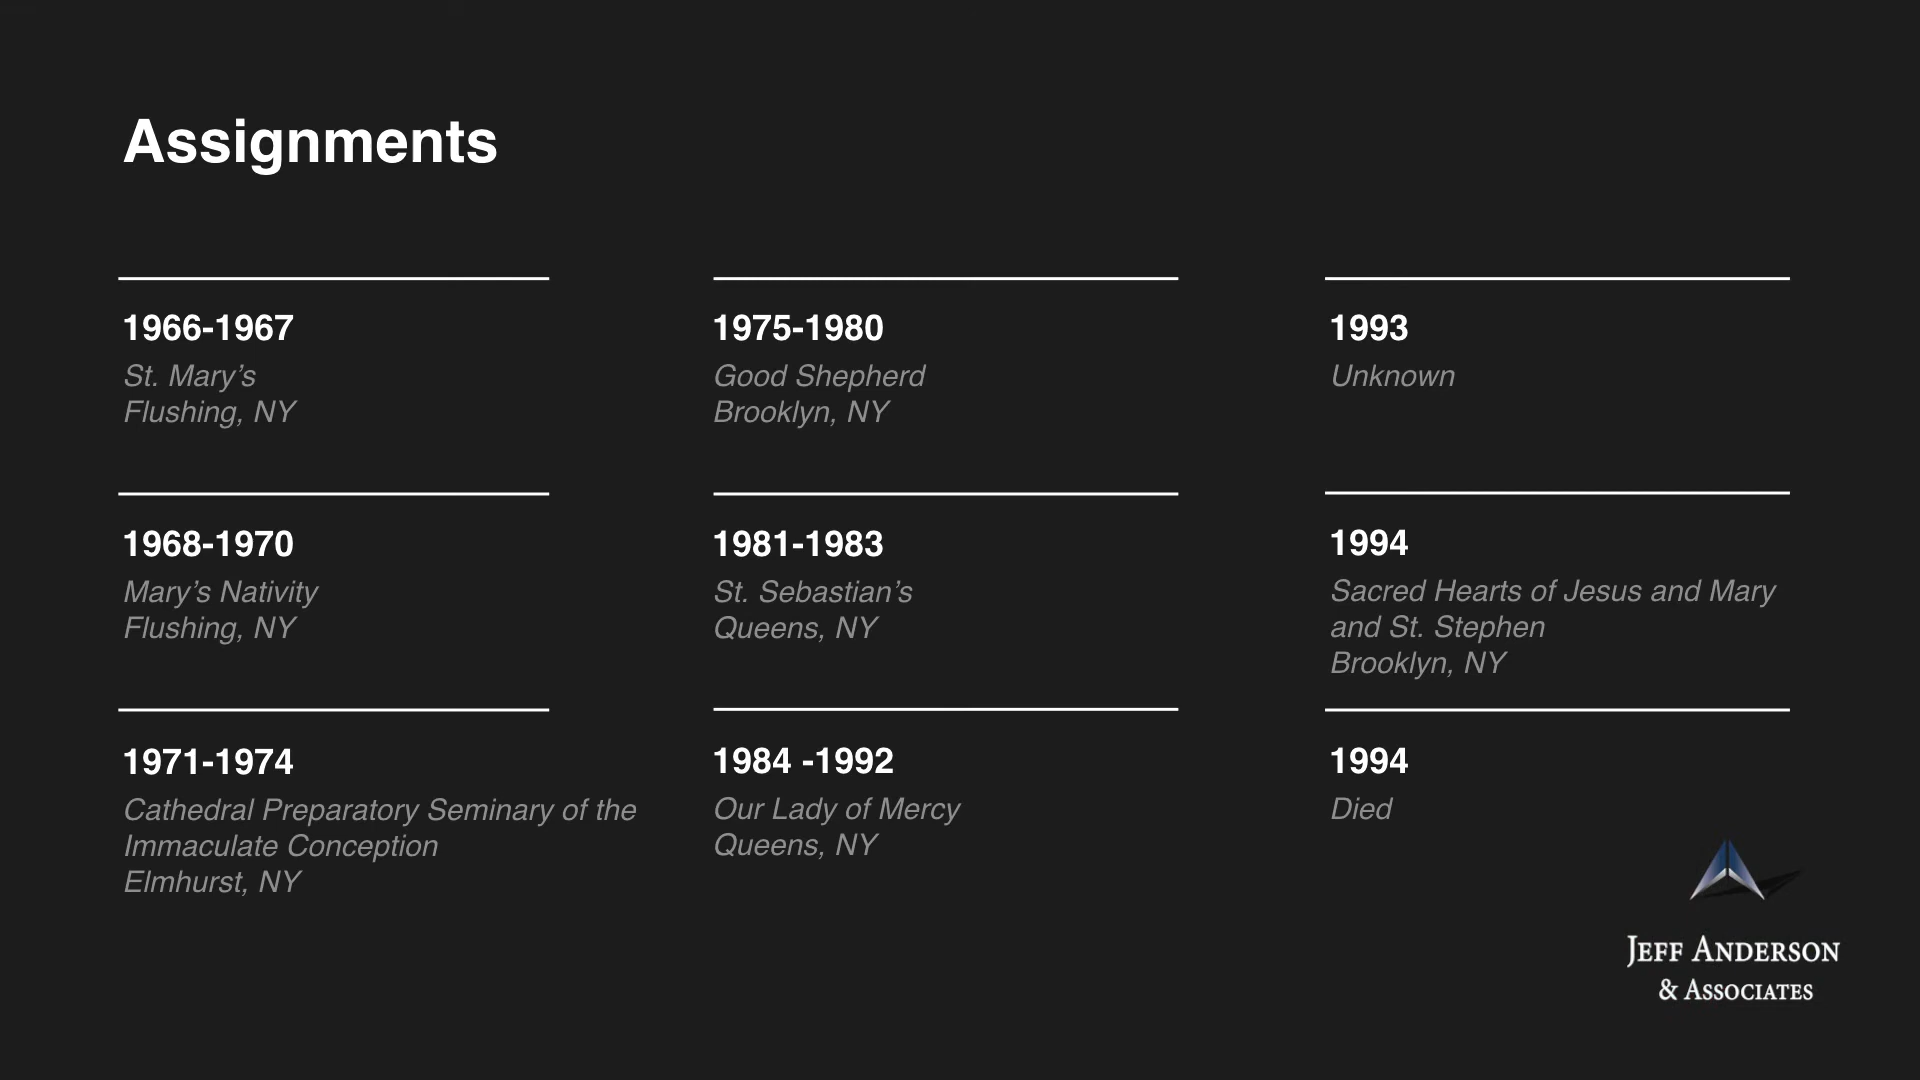 Assignments
1966-1967
St. Mary’s
Flushing, NY
1968-1970
Mary’s Nativity
Flushing, NY
1971-1974
Cathedral Preparatory Seminary of the
Immaculate Conception
Elmhurst, NY
1975-1980
Good Shepherd
Brooklyn, NY
1981-1983
St. Sebastian’s
Queens, NY
1984 -1992
Our Lady of Mercy
Queens, NY
1993
Unknown
1994
Sacred Hearts of Jesus and Mary
and St. Stephen
Brooklyn, NY
1994
Died
JEFF ANDERSON
& ASSOCIATES